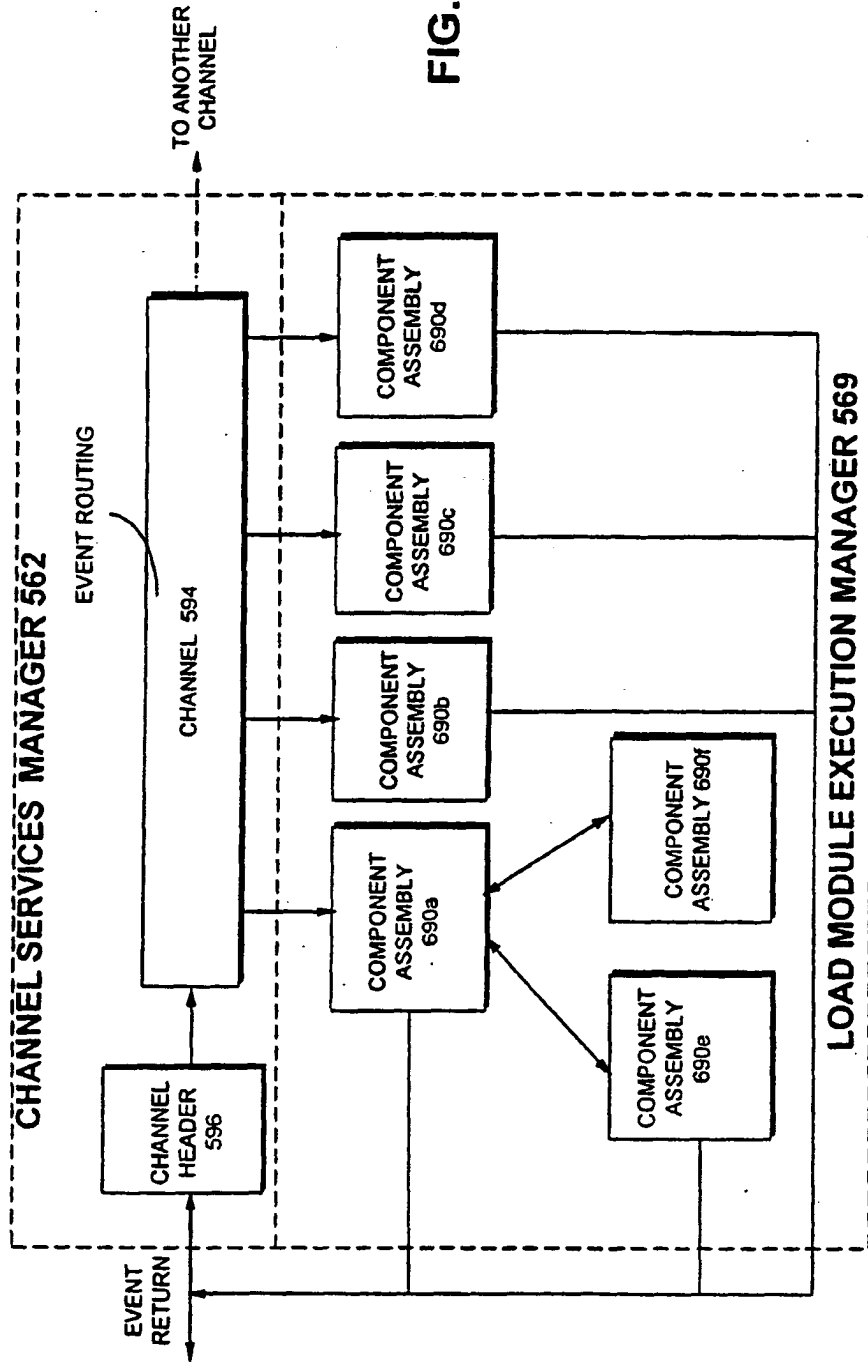 CHANNEL SERVICES MANAGER 562
EVENT ROUTING
TO ANOTHER
CHANNEL
EVENT
RETURN
CHANNEL
HEADER
596
CHANNEL 594
COMPONENT
ASSEMBLY
690a
COMPONENT
ASSEMBLY
690b
COMPONENT
ASSEMBLY
690c
COMPONENT
ASSEMBLY
690d
COMPONENT
ASSEMBLY
690e
COMPONENT
ASSEMBLY 690f
LOAD MODULE EXECUTION MANAGER 569
FIG.